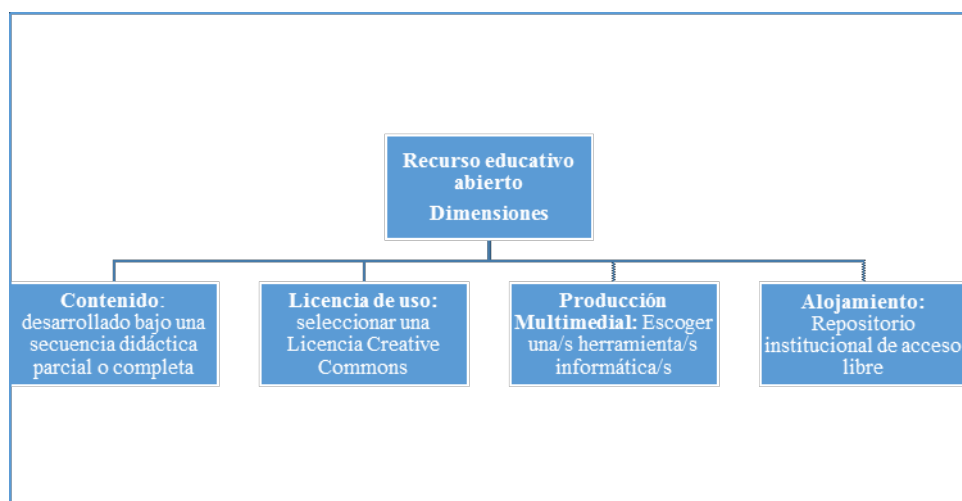 Recurso educativo
abierto
Dimensiones
Contenido:
desarrollado bajo una
secuencia didáctica
parcial o completa
Licencia de uso:
seleccionar una
Licencia Creative
Commons
Producción
Multimedial: Escoger
una/s herramienta/s
informática/s
Alojamiento:
Repositorio
institucional de acceso
libre